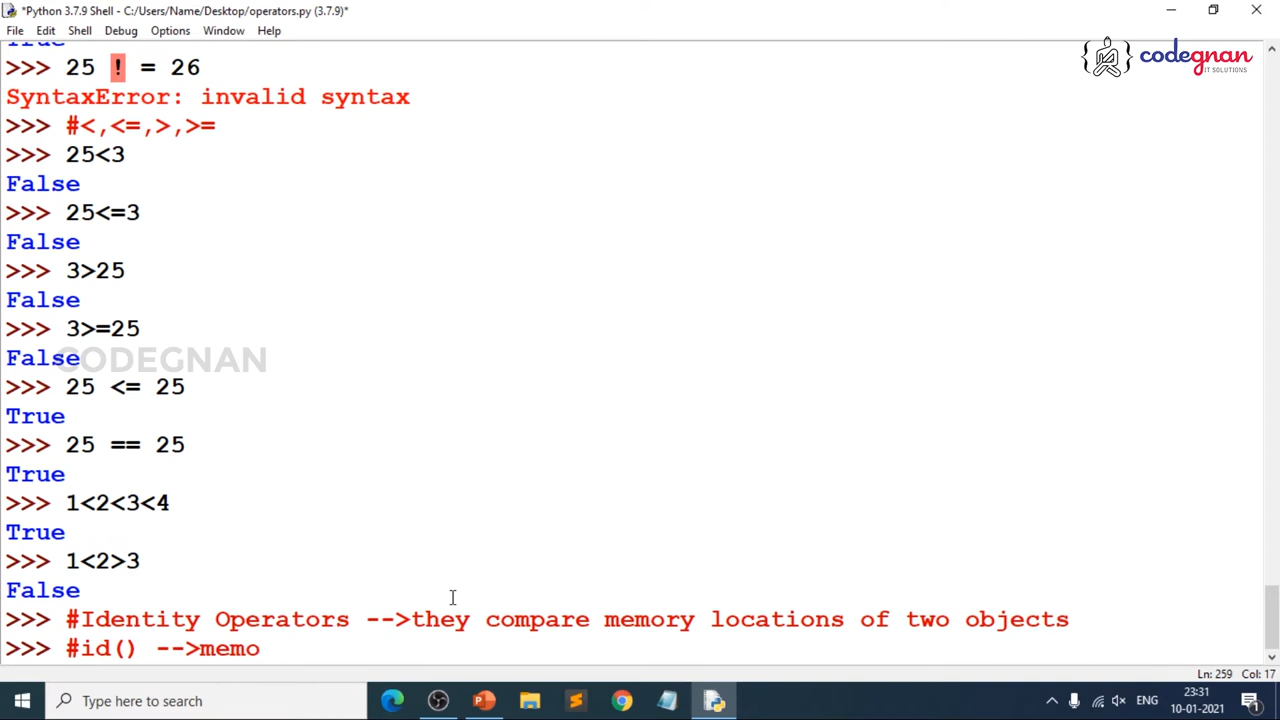 *Python 3.7.9 Shell - C:/Users/Name/Desktop/operators.py (3.7.9)*
File Edit Shell Debug Options Window Help
True
>>> 25 ! = 26
SyntaxError: invalid syntax
>>> #<,<=,>,>=
>>> 25<3
False
>>> 25<=3
False
>>> 3>25
False
>>> 3>=25
False
>>> 25 <= 25
True
>>> 25 == 25
True
>>> 1<2<3<4
True
>>> 1<2>3
False
>>> #Identity Operators -->they compare memory locations of two objects
>>> #id() -->memo
codegnan
IT SOLUTIONS
CODEGNAN
Ln: 259 Col: 17
Type here to search
ENG
23:31
10-01-2021
1